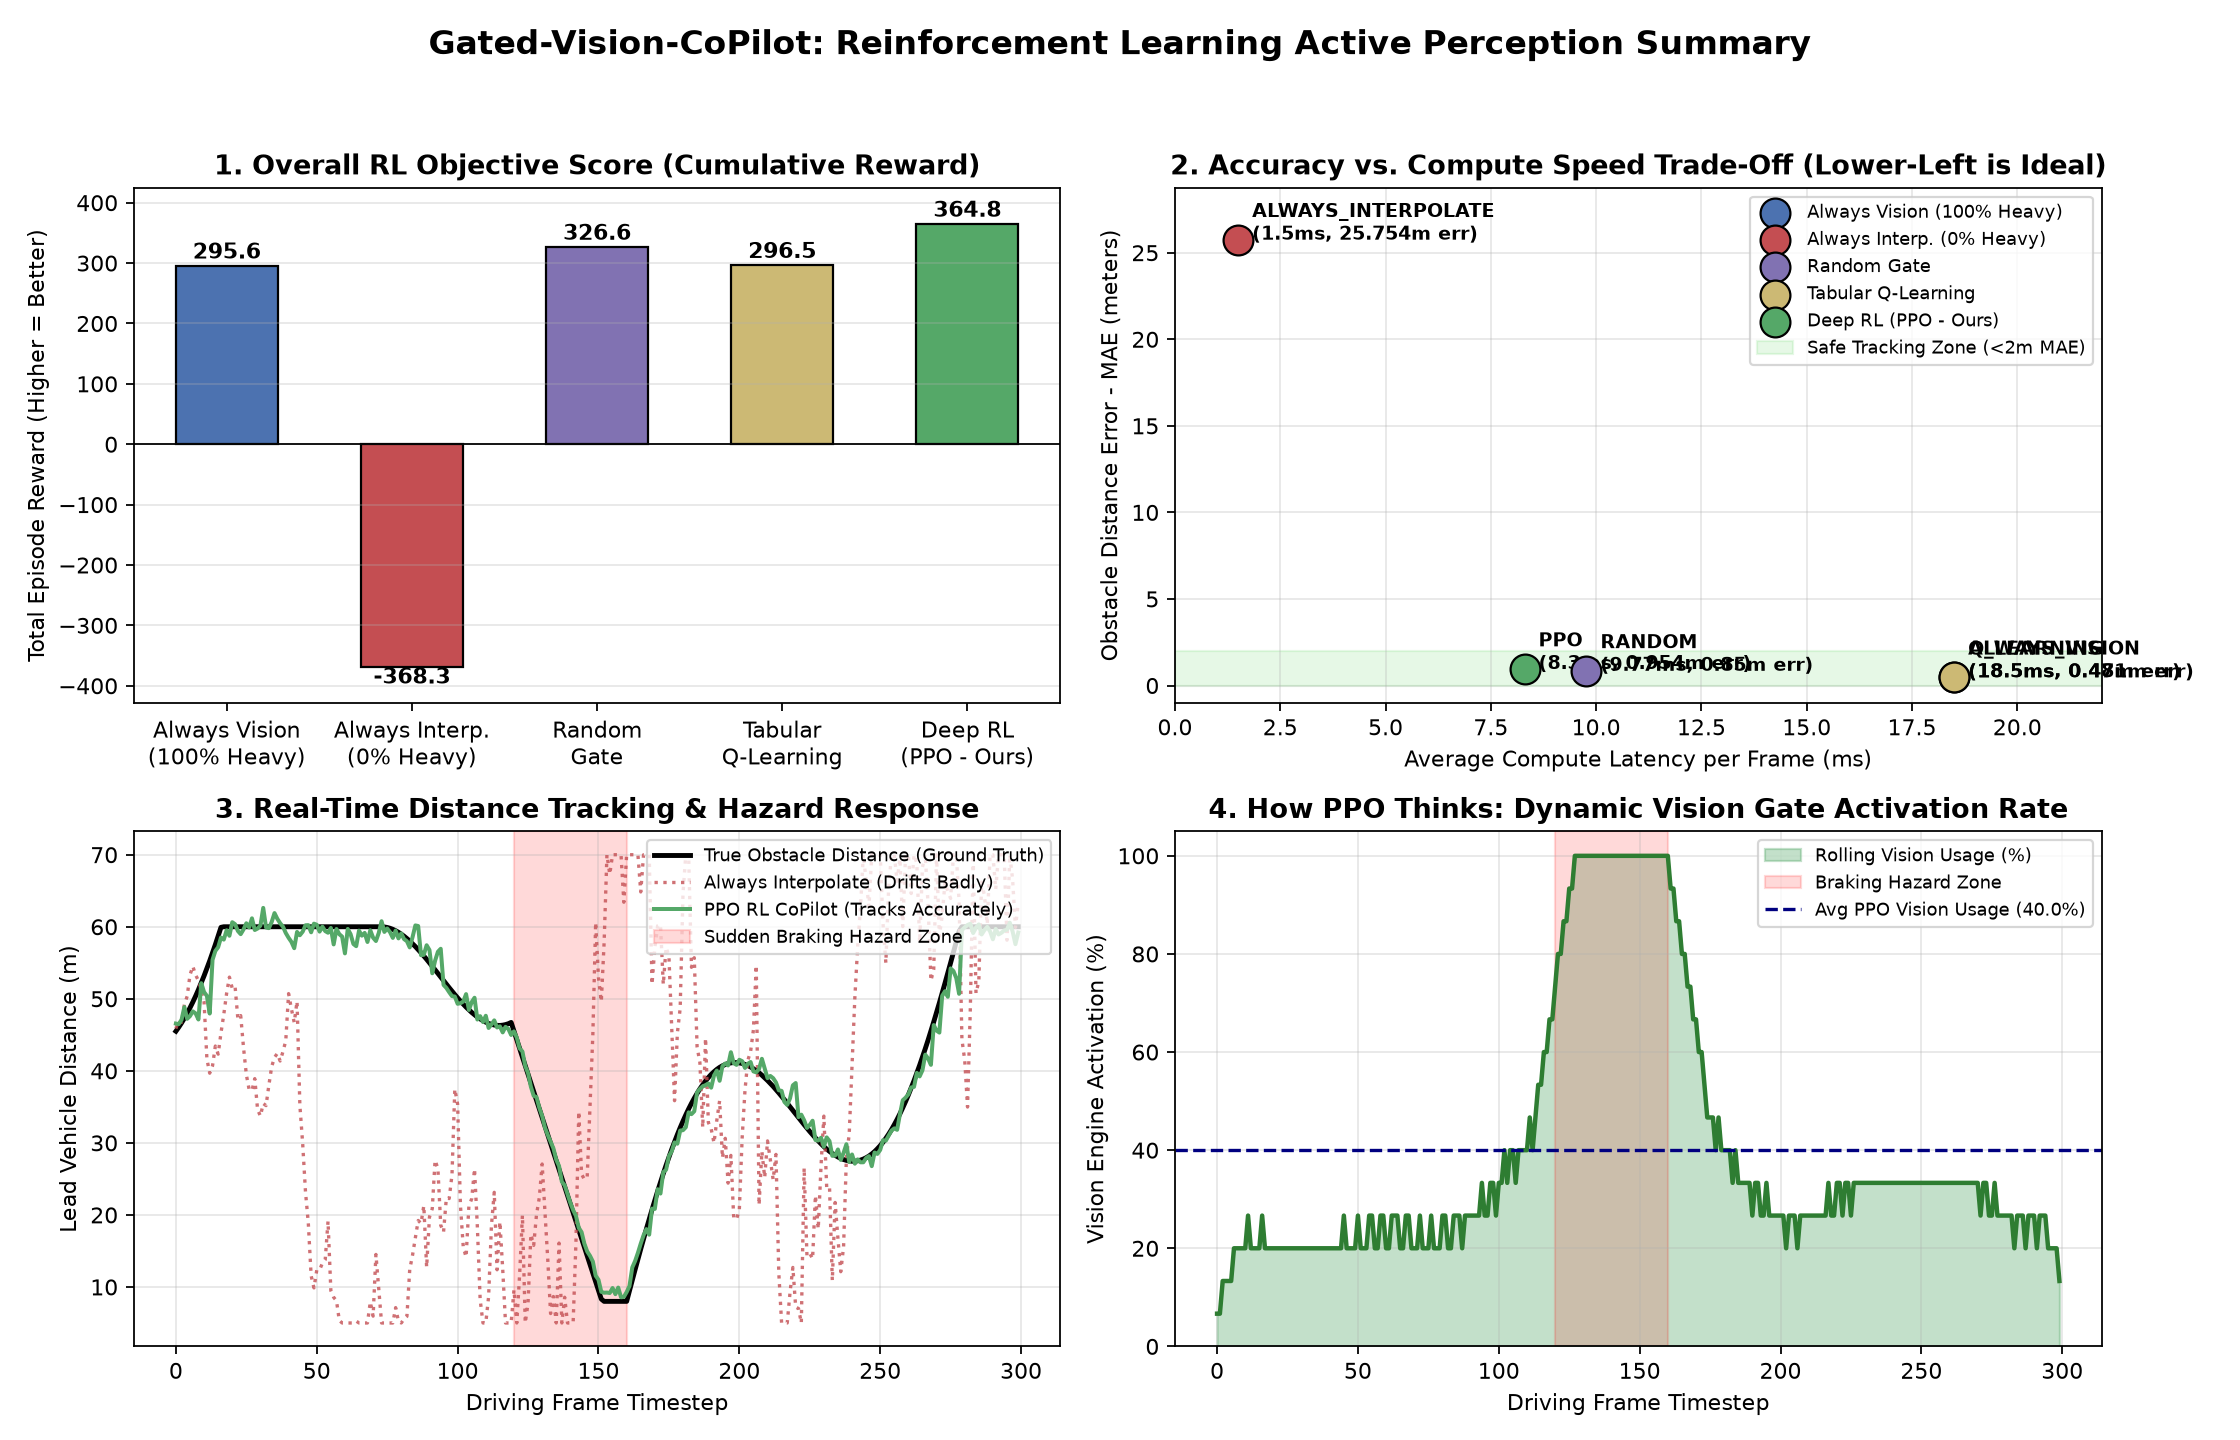 Gated-Vision-CoPilot: Reinforcement Learning Active Perception Summary
1. Overall RL Objective Score (Cumulative Reward)
Total Episode Reward (Higher = Better)
400
300
200
100
0
−100
−200
−300
−400
295.6
-368.3
326.6
296.5
364.8
Always Vision
(100% Heavy)
Always Interp.
(0% Heavy)
Random
Gate
Tabular
Q-Learning
Deep RL
(PPO - Ours)
2. Accuracy vs. Compute Speed Trade-Off (Lower-Left is Ideal)
Obstacle Distance Error - MAE (meters)
25
20
15
10
5
0
ALWAYS_INTERPOLATE
(1.5ms, 25.754m err)
Always Vision (100% Heavy)
Always Interp. (0% Heavy)
Random Gate
Tabular Q-Learning
Deep RL (PPO - Ours)
Safe Tracking Zone (<2m MAE)
PPO
RANDOM
0.0
2.5
5.0
7.5
10.0
12.5
15.0
17.5
20.0
Average Compute Latency per Frame (ms)
3. Real-Time Distance Tracking & Hazard Response
Lead Vehicle Distance (m)
70
60
50
40
30
20
10
True Obstacle Distance (Ground Truth)
Always Interpolate (Drifts Badly)
PPO RL CoPilot (Tracks Accurately)
Sudden Braking Hazard Zone
0
50
100
150
200
250
300
Driving Frame Timestep
4. How PPO Thinks: Dynamic Vision Gate Activation Rate
Vision Engine Activation (%)
100
80
60
40
20
0
Rolling Vision Usage (%)
Braking Hazard Zone
Avg PPO Vision Usage (40.0%)
0
50
100
150
200
250
300
Driving Frame Timestep